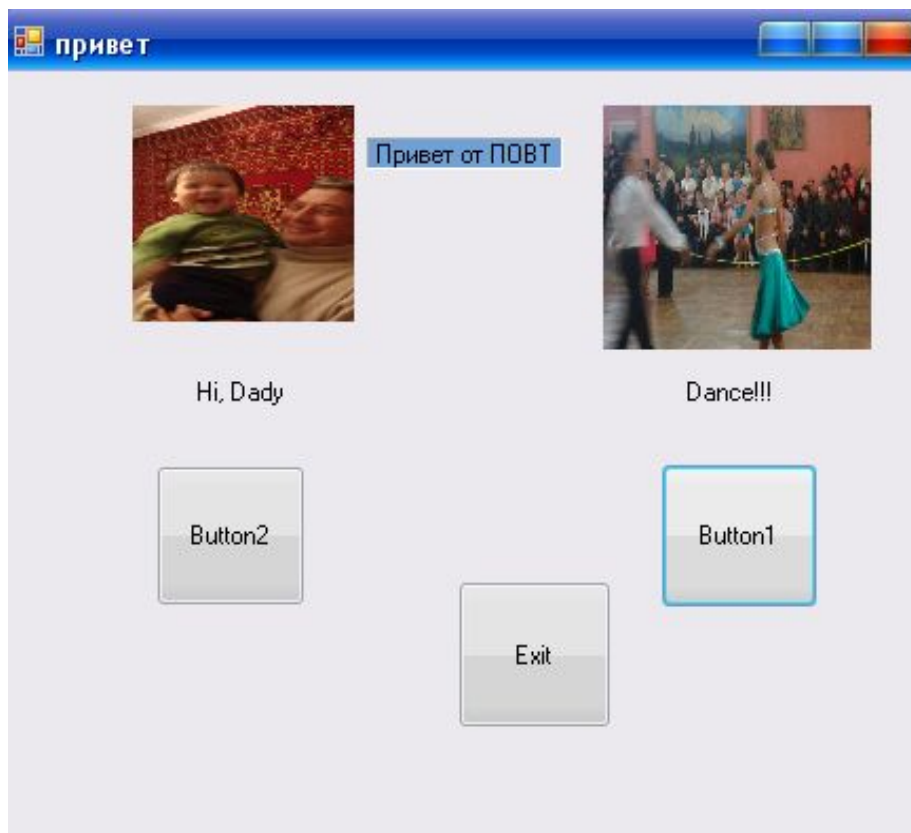 привет
Привет от ПОВТ
Hi, Dady
Dance!!!
Button2
Button1
Exit